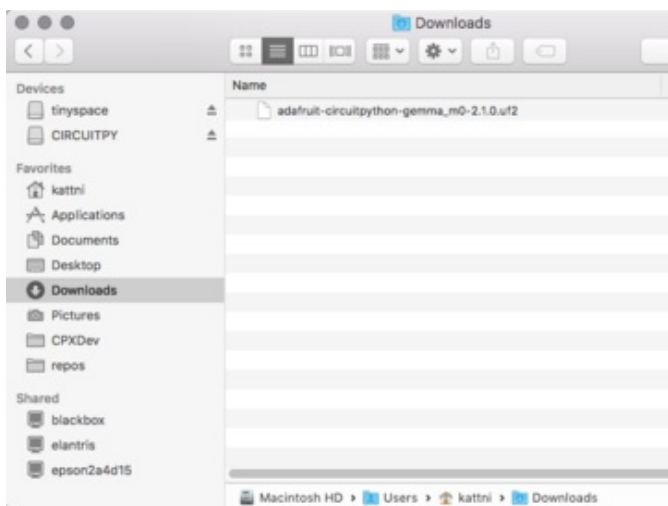 Downloads
Devices
tinyspace
CIRCUITPY
Favorites
kattni
Applications
Documents
Desktop
Downloads
Pictures
CPXDev
repos
Shared
blackbox
elantris
epson2a4d15
Name
adafruit-circuitpython-gemma_m0-2.1.0.uf2
Macintosh HD › Users › kattni › Downloads